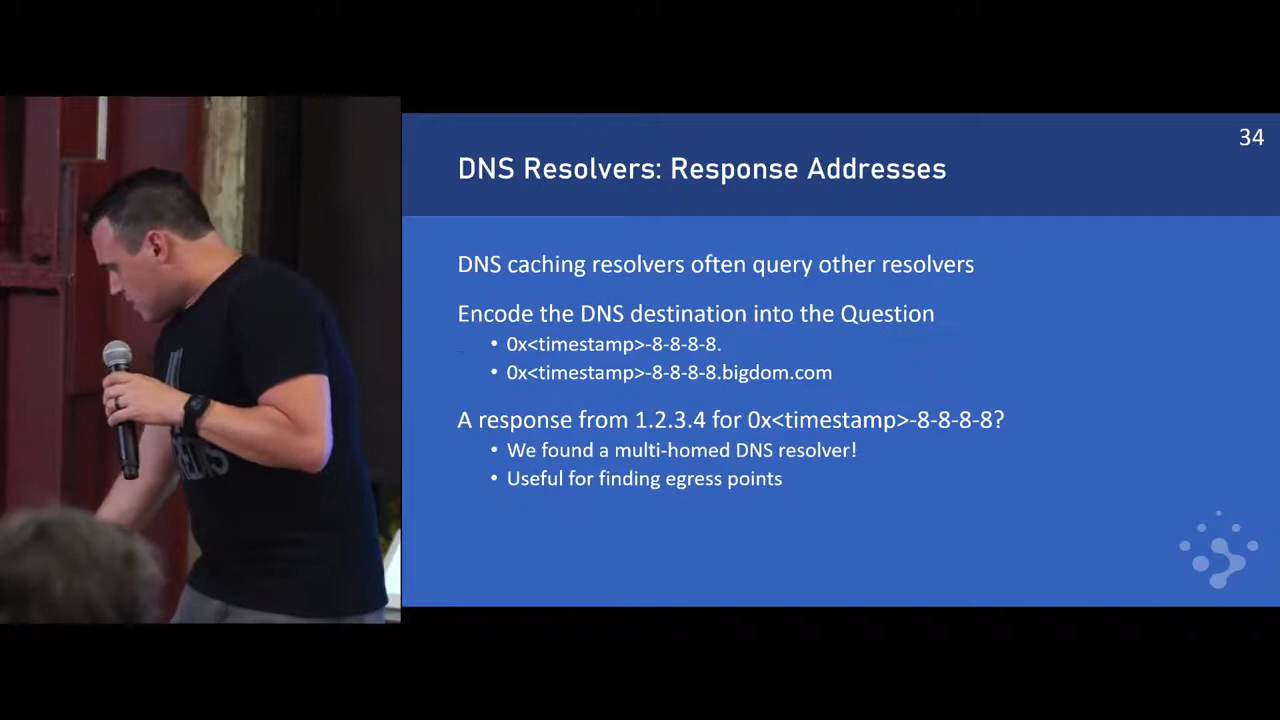 34
DNS Resolvers: Response Addresses
DNS caching resolvers often query other resolvers
Encode the DNS destination into the Question
• 0x<timestamp>-8-8-8-8.
• 0x<timestamp>-8-8-8-8.bigdom.com
A response from 1.2.3.4 for 0x<timestamp>-8-8-8-8?
• We found a multi-homed DNS resolver!
• Useful for finding egress points